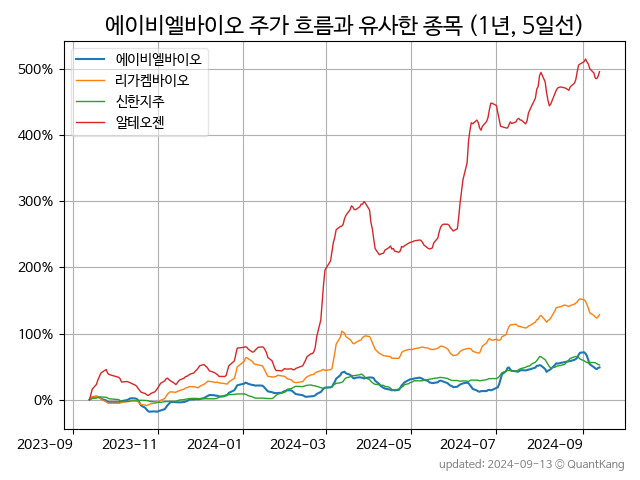 에이비엘바이오 주가 흐름과 유사한 종목 (1년, 5일선)
에이비엘바이오
리가켐바이오
신한지주
알테오젠
500%
400%
300%
200%
100%
0%
2023-09 2023-11 2024-01 2024-03 2024-05 2024-07 2024-09
updated: 2024-09-13 © QuantKang